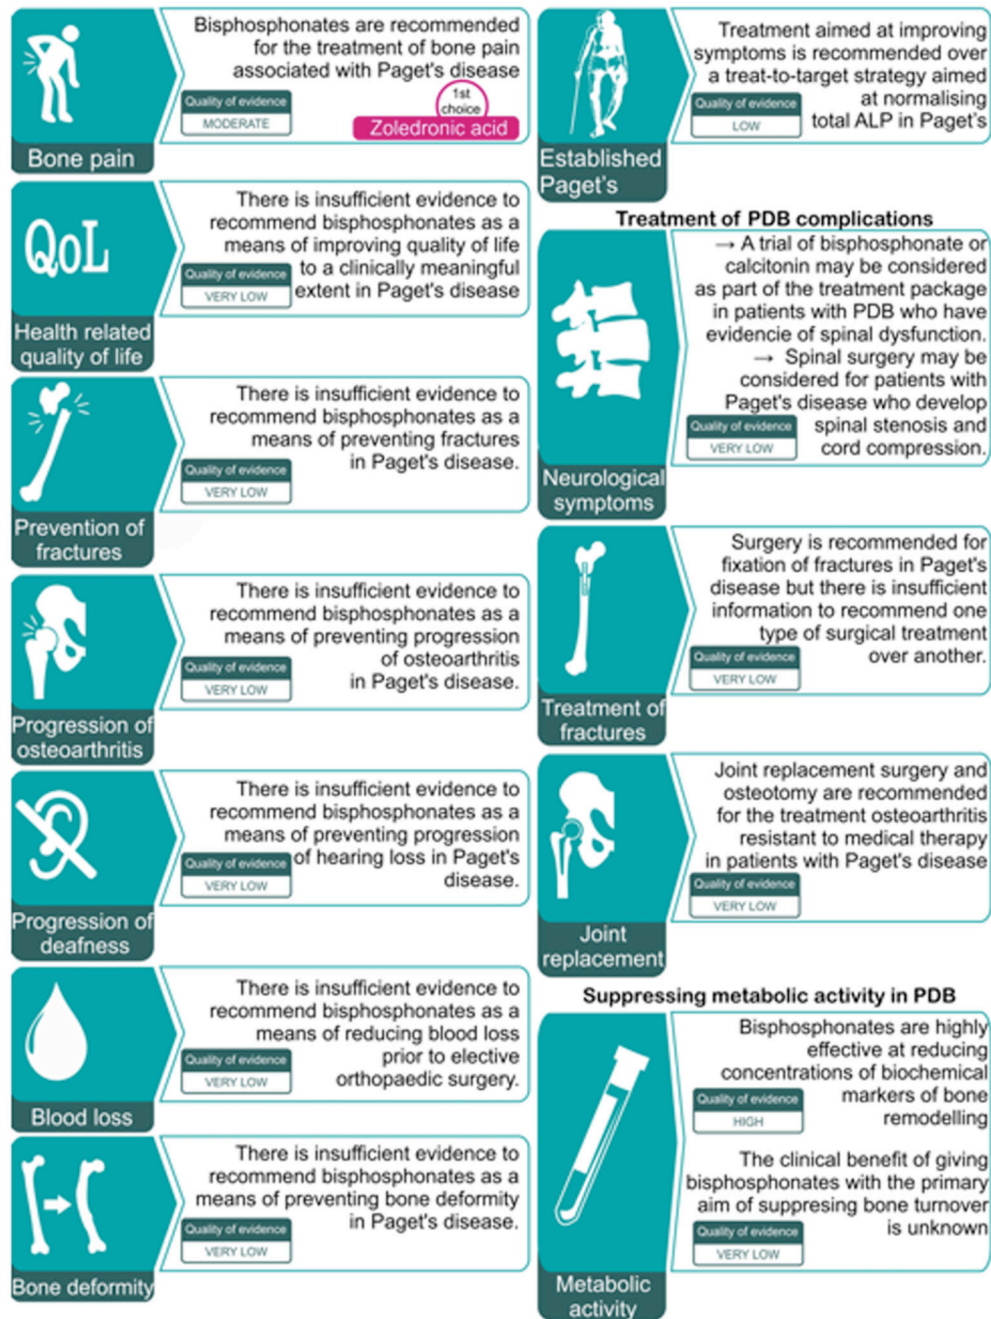 Bisphosphonates are recommended
for the treatment of bone pain
associated with Paget's disease
Quality of evidence
MODERATE
1st
choice
Zoledronic acid
Bone pain
There is insufficient evidence to
recommend bisphosphonates as a
means of improving quality of life
to a clinically meaningful
extent in Paget's disease
Quality of evidence
VERY LOW
QoL
Health related
quality of life
There is insufficient evidence to
recommend bisphosphonates as a
means of preventing fractures
in Paget's disease.
Quality of evidence
VERY LOW
Prevention of
fractures
There is insufficient evidence to
recommend bisphosphonates as a
means of preventing progression
of osteoarthritis
in Paget's disease.
Quality of evidence
VERY LOW
Progression of
osteoarthritis
There is insufficient evidence to
recommend bisphosphonates as a
means of preventing progression
of hearing loss in Paget's
disease.
Quality of evidence
VERY LOW
Progression of
deafness
There is insufficient evidence to
recommend bisphosphonates as a
means of reducing blood loss
prior to elective
orthopaedic surgery.
Quality of evidence
VERY LOW
Blood loss
There is insufficient evidence to
recommend bisphosphonates as a
means of preventing bone deformity
in Paget's disease.
Quality of evidence
VERY LOW
Bone deformity
Treatment aimed at improving
symptoms is recommended over
a treat-to-target strategy aimed
at normalising
total ALP in Paget's
Quality of evidence
LOW
Established
Paget's
Treatment of PDB complications
→ A trial of bisphosphonate or
calcitonin may be considered
as part of the treatment package
in patients with PDB who have
evidencie of spinal dysfunction.
→ Spinal surgery may be
considered for patients with
Paget's disease who develop
spinal stenosis and
cord compression.
Quality of evidence
VERY LOW
Neurological
symptoms
Surgery is recommended for
fixation of fractures in Paget's
disease but there is insufficient
information to recommend one
type of surgical treatment
over another.
Quality of evidence
VERY LOW
Treatment of
fractures
Joint replacement surgery and
osteotomy are recommended
for the treatment osteoarthritis
resistant to medical therapy
in patients with Paget's disease
Quality of evidence
VERY LOW
Joint
replacement
Suppressing metabolic activity in PDB
Bisphosphonates are highly
effective at reducing
concentrations of biochemical
markers of bone
remodelling
Quality of evidence
HIGH
The clinical benefit of giving
bisphosphonates with the primary
aim of suppresing bone turnover
is unknown
Quality of evidence
VERY LOW
Metabolic
activity